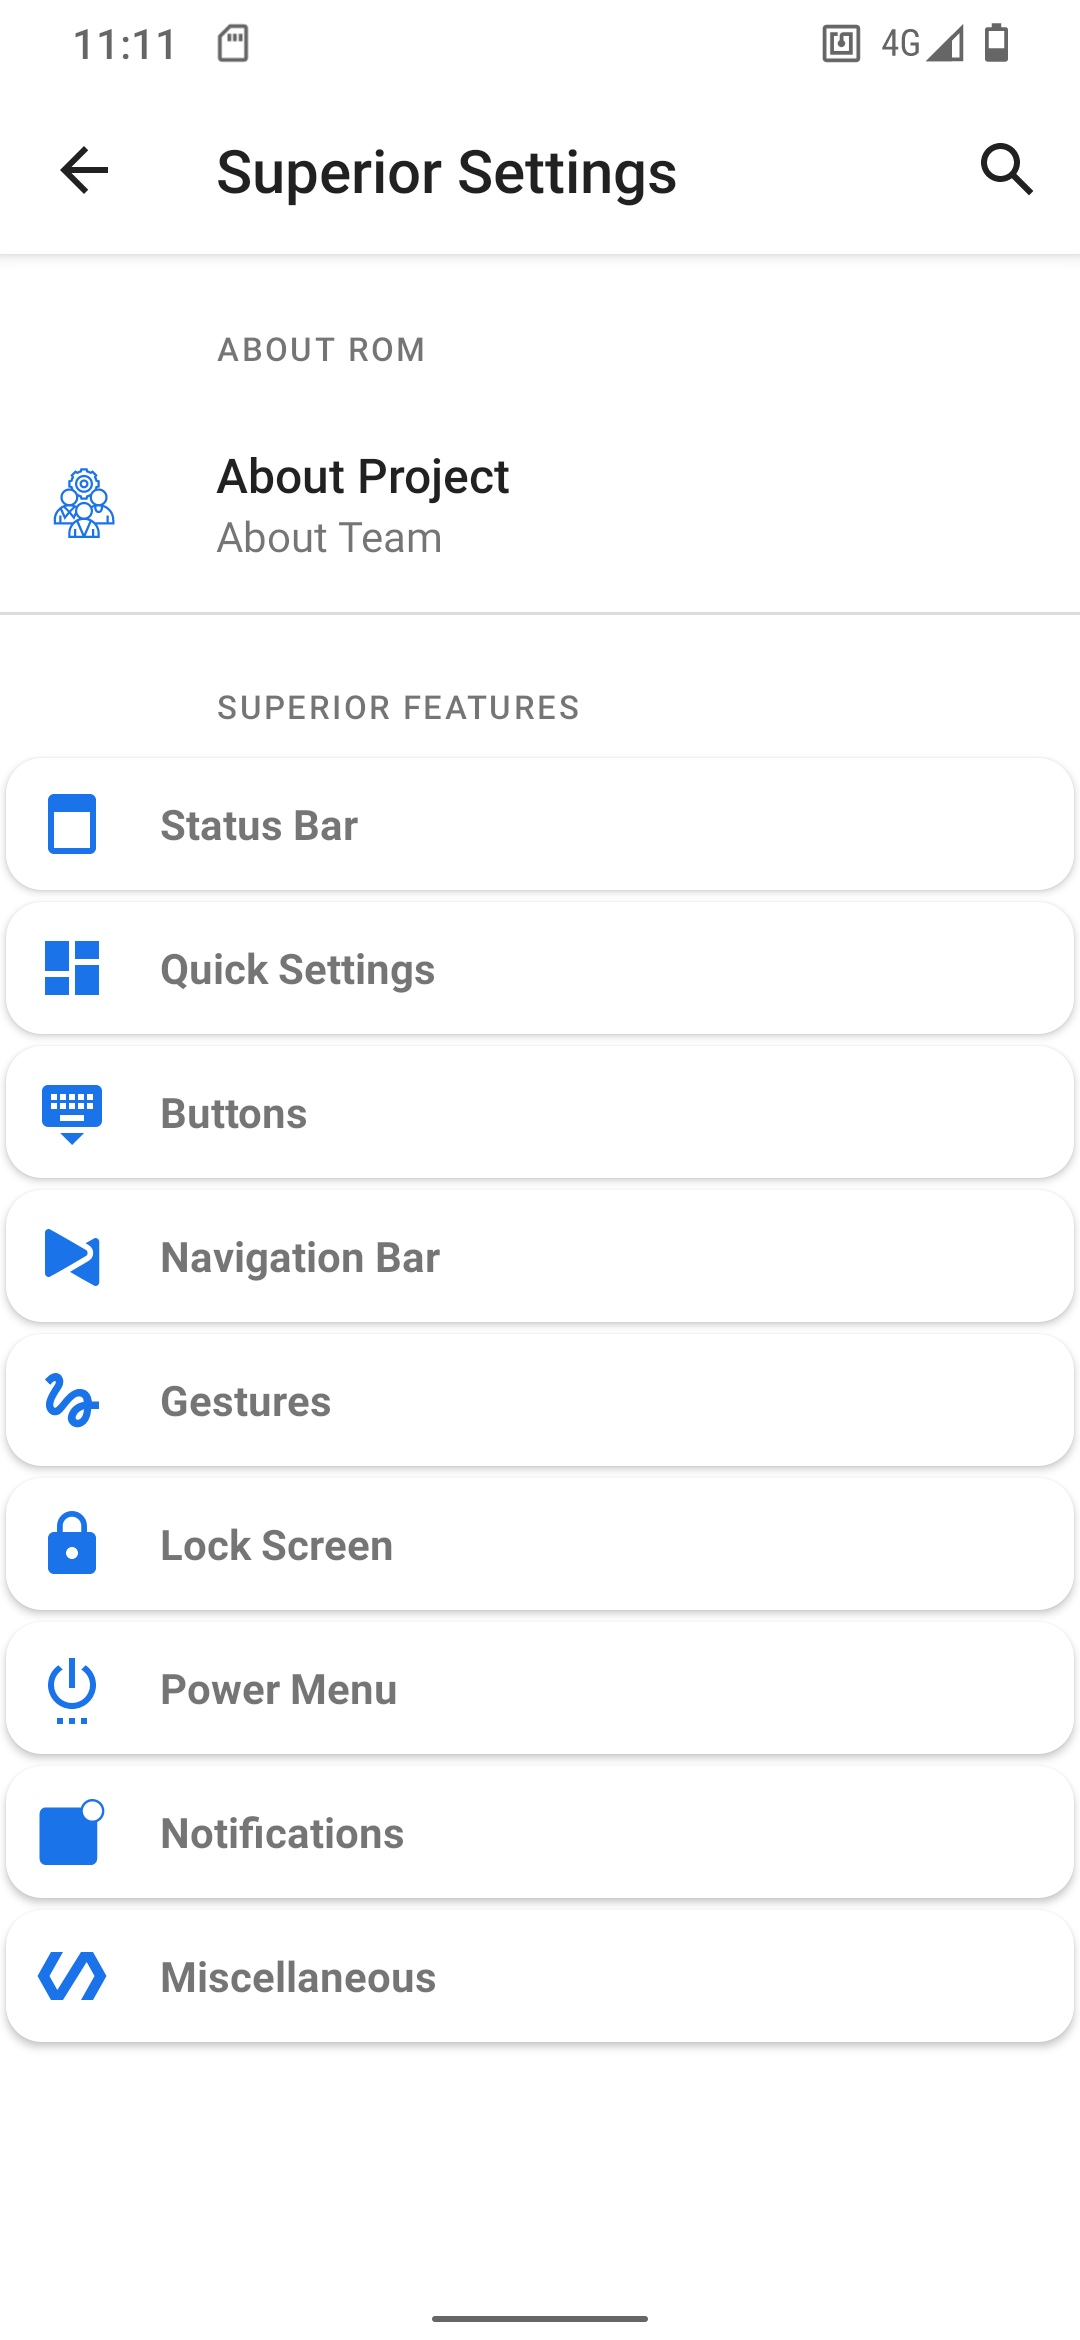 11:11
4G
Superior Settings
ABOUT ROM
About Project
About Team
SUPERIOR FEATURES
Status Bar
Quick Settings
Buttons
Navigation Bar
Gestures
Lock Screen
Power Menu
Notifications
Miscellaneous